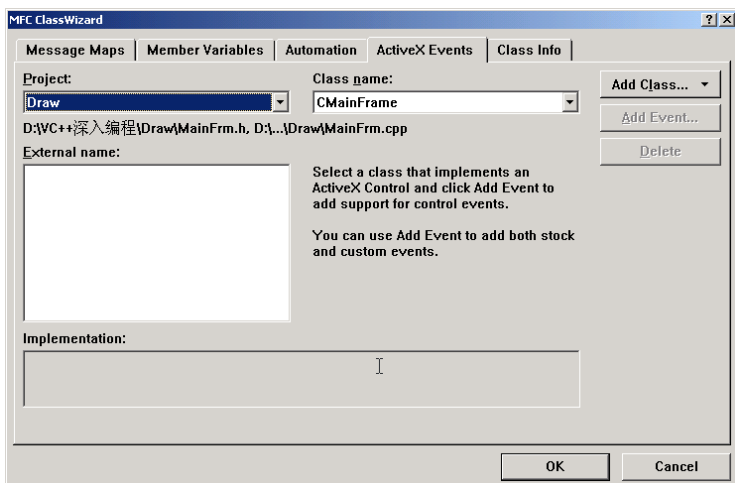 MFC ClassWizard
Message Maps
Member Variables
Automation
ActiveX Events
Class Info
Project:
Class name:
Draw
CMainFrame
Add Class...
D:\VC++深入编程\Draw\MainFrm.h, D:\...\Draw\MainFrm.cpp
Add Event...
External name:
Delete
Select a class that implements an
ActiveX Control and click Add Event to
add support for control events.
You can use Add Event to add both stock
and custom events.
Implementation:
OK
Cancel